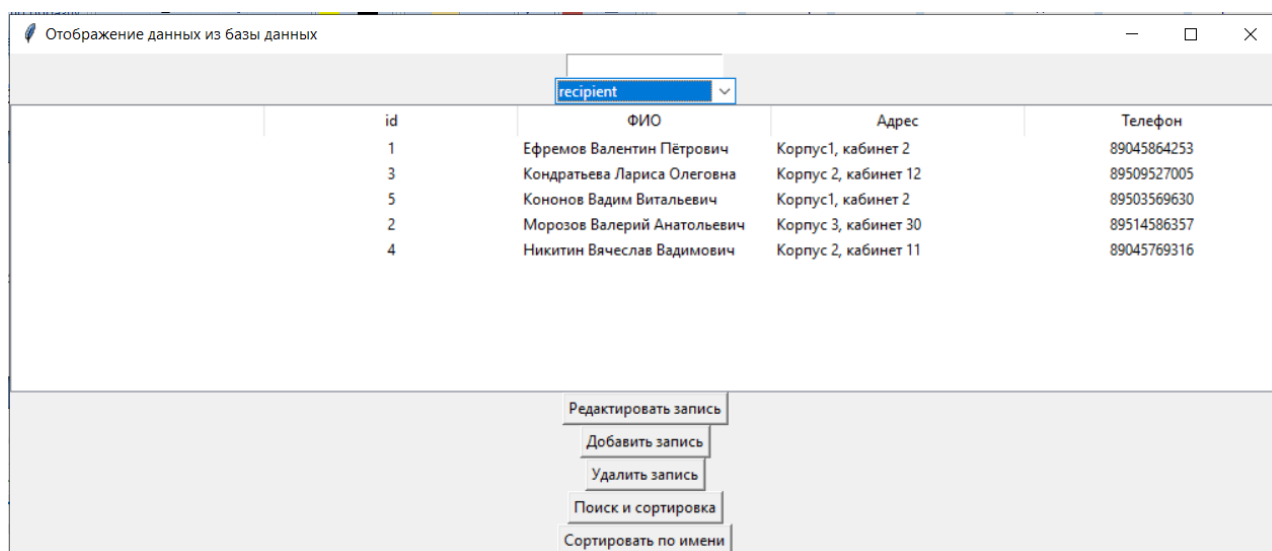 Отображение данных из базы данных
recipient
id ФИО Адрес Телефон
1 Ефремов Валентин Пётрович Корпус1, кабинет 2 89045864253
3 Кондратьева Лариса Олеговна Корпус 2, кабинет 12 89509527005
5 Кононов Вадим Витальевич Корпус1, кабинет 2 89503569630
2 Морозов Валерий Анатольевич Корпус 3, кабинет 30 89514586357
4 Никитин Вячеслав Вадимович Корпус 2, кабинет 11 89045769316
Редактировать запись
Добавить запись
Удалить запись
Поиск и сортировка
Сортировать по имени